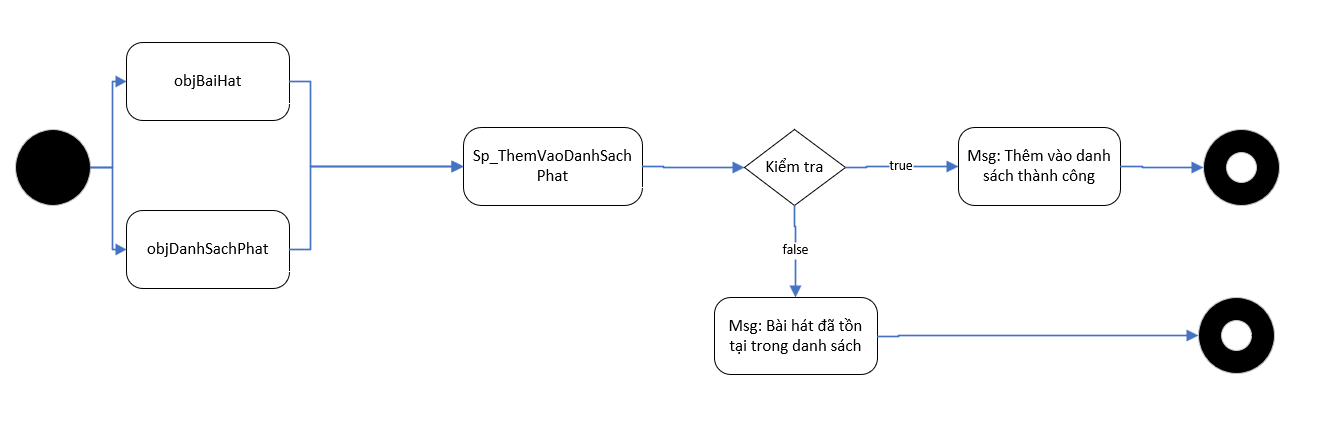 objBaiHat
objDanhSachPhat
Sp_ThemVaoDanhSach
Phat
Kiểm tra
true
Msg: Thêm vào danh
sách thành công
false
Msg: Bài hát đã tồn
tại trong danh sách